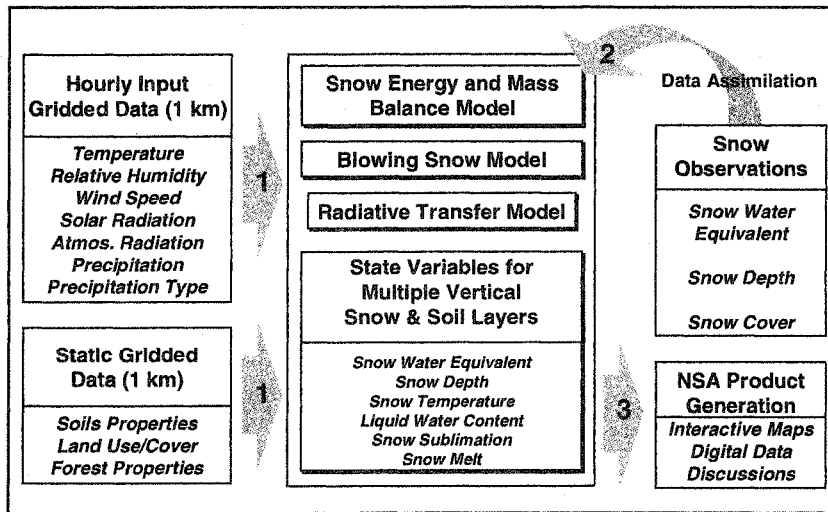 Hourly Input
Gridded Data (1 km)
Temperature
Relative Humidity
Wind Speed
Solar Radiation
Atmos. Radiation
Precipitation
Precipitation Type
Static Gridded
Data (1 km)
Soils Properties
Land Use/Cover
Forest Properties
1
1
Snow Energy and Mass
Balance Model
Blowing Snow Model
Radiative Transfer Model
State Variables for
Multiple Vertical
Snow & Soil Layers
Snow Water Equivalent
Snow Depth
Snow Temperature
Liquid Water Content
Snow Sublimation
Snow Melt
2
Data Assimilation
Snow
Observations
Snow Water
Equivalent
Snow Depth
Snow Cover
3
NSA Product
Generation
Interactive Maps
Digital Data
Discussions